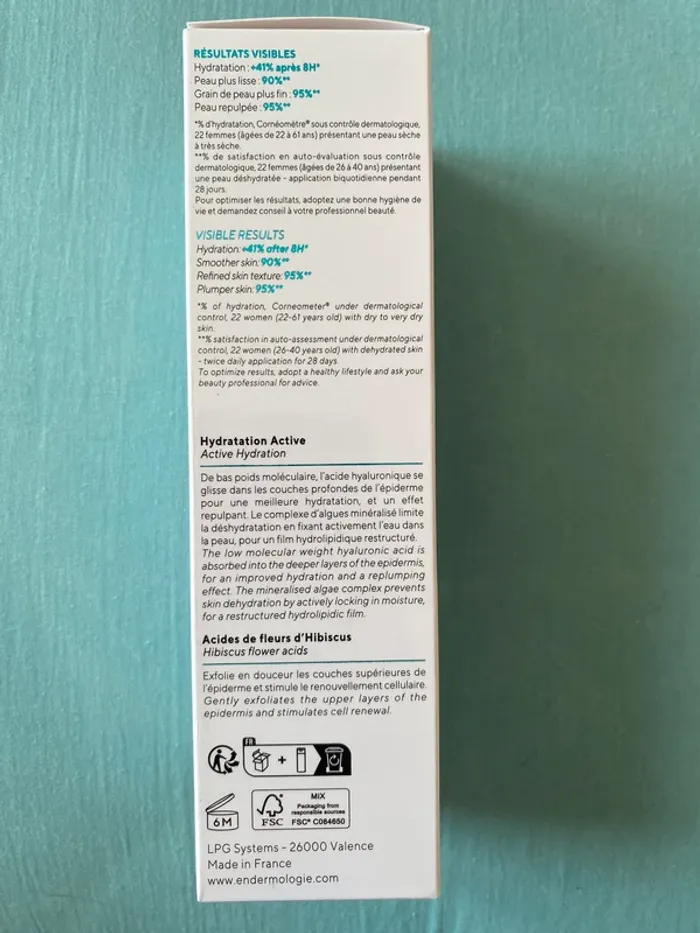 RÉSULTATS VISIBLES
Hydratation : +41% après 8H*
Peau plus lisse : 90%**
Grain de peau plus fin : 95%**
Peau repulpée : 95%**
*% d'hydratation, Cornéomètre® sous contrôle dermatologique,
22 femmes (âgées de 22 à 61 ans) présentant une peau sèche
à très sèche.
**% de satisfaction en auto-évaluation sous contrôle
dermatologique, 22 femmes (âgées de 26 à 40 ans) présentant
une peau déshydratée - application biquotidienne pendant
28 jours.
Pour optimiser les résultats, adoptez une bonne hygiène de
vie et demandez conseil à votre professionnel beauté.
VISIBLE RESULTS
Hydration: +41% after 8H*
Smoother skin: 90%**
Refined skin texture: 95%**
Plumper skin: 95%**
*% of hydration, Corneometer® under dermatological
control, 22 women (22-61 years old) with dry to very dry
skin.
**% satisfaction in auto-assessment under dermatological
control, 22 women (26-40 years old) with dehydrated skin
- twice daily application for 28 days.
To optimize results, adopt a healthy lifestyle and ask your
beauty professional for advice.
Hydratation Active
Active Hydration
De bas poids moléculaire, l'acide hyaluronique se
glisse dans les couches profondes de l'épiderme
pour une meilleure hydratation, et un effet
repulpant. Le complexe d'algues minéralisé limite
la déshydratation en fixant activement l'eau dans
la peau, pour un film hydrolipidique restructuré.
The low molecular weight hyaluronic acid is
absorbed into the deeper layers of the epidermis,
for an improved hydration and a replumping
effect. The mineralised algae complex prevents
skin dehydration by actively locking in moisture,
for a restructured hydrolipidic film.
Acides de fleurs d'Hibiscus
Hibiscus flower acids
Exfolie en douceur les couches supérieures de
l'épiderme et stimule le renouvellement cellulaire.
Gently exfoliates the upper layers of the
epidermis and stimulates cell renewal.
FR
+
6M
FSC
MIX
Packaging from
responsible sources
FSC® C084650
LPG Systems - 26000 Valence
Made in France
www.endermologie.com